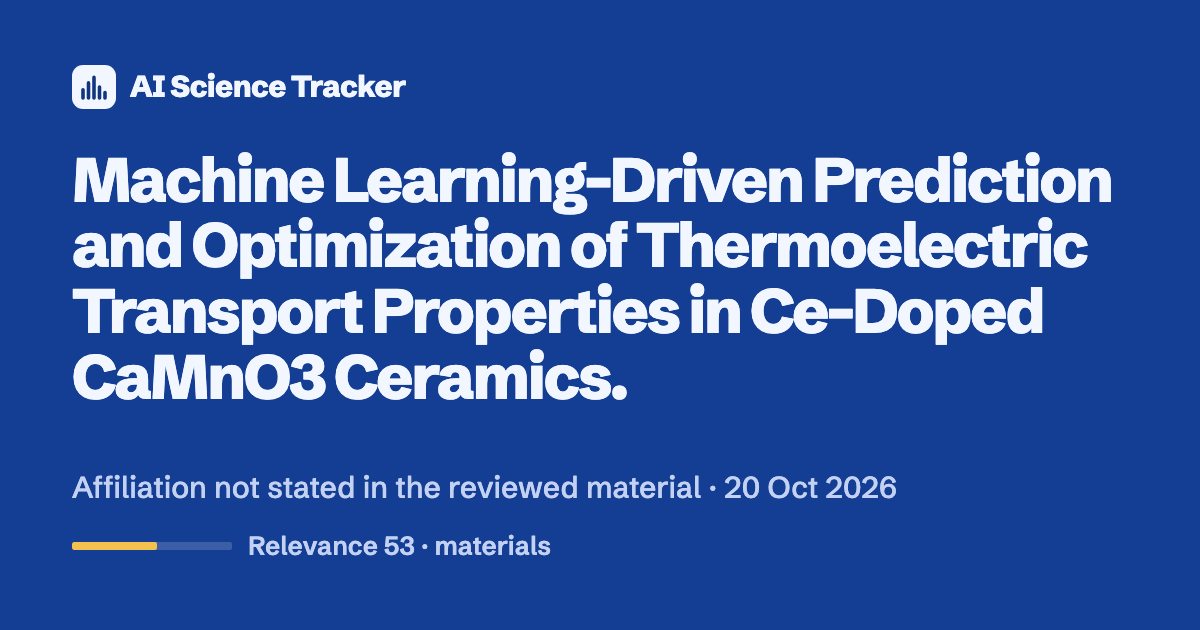 AI Science Tracker
Machine Learning-Driven Prediction
and Optimization of Thermoelectric
Transport Properties in Ce-Doped
CaMnO3 Ceramics.
Affiliation not stated in the reviewed material · 20 Oct 2026
Relevance 53 · materials